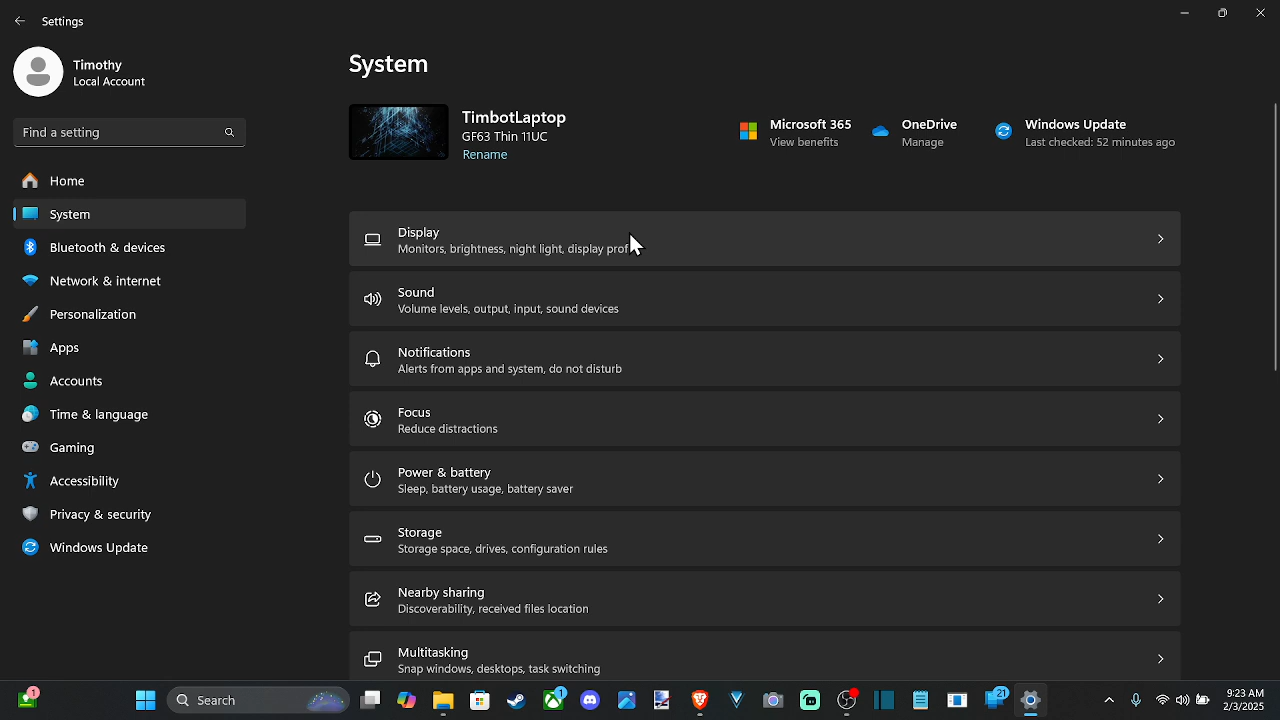 Settings
Timothy
Local Account
Find a setting
Home
System
Bluetooth & devices
Network & internet
Personalization
Apps
Accounts
Time & language
Gaming
Accessibility
Privacy & security
Windows Update
System
TimbotLaptop
GF63 Thin 11UC
Rename
Microsoft 365
View benefits
OneDrive
Manage
Windows Update
Last checked: 52 minutes ago
Display
Monitors, brightness, night light, display prof
Sound
Volume levels, output, input, sound devices
Notifications
Alerts from apps and system, do not disturb
Focus
Reduce distractions
Power & battery
Sleep, battery usage, battery saver
Storage
Storage space, drives, configuration rules
Nearby sharing
Discoverability, received files location
Multitasking
Snap windows, desktops, task switching
1
Search
1
21
9:23 AM
2/3/2025